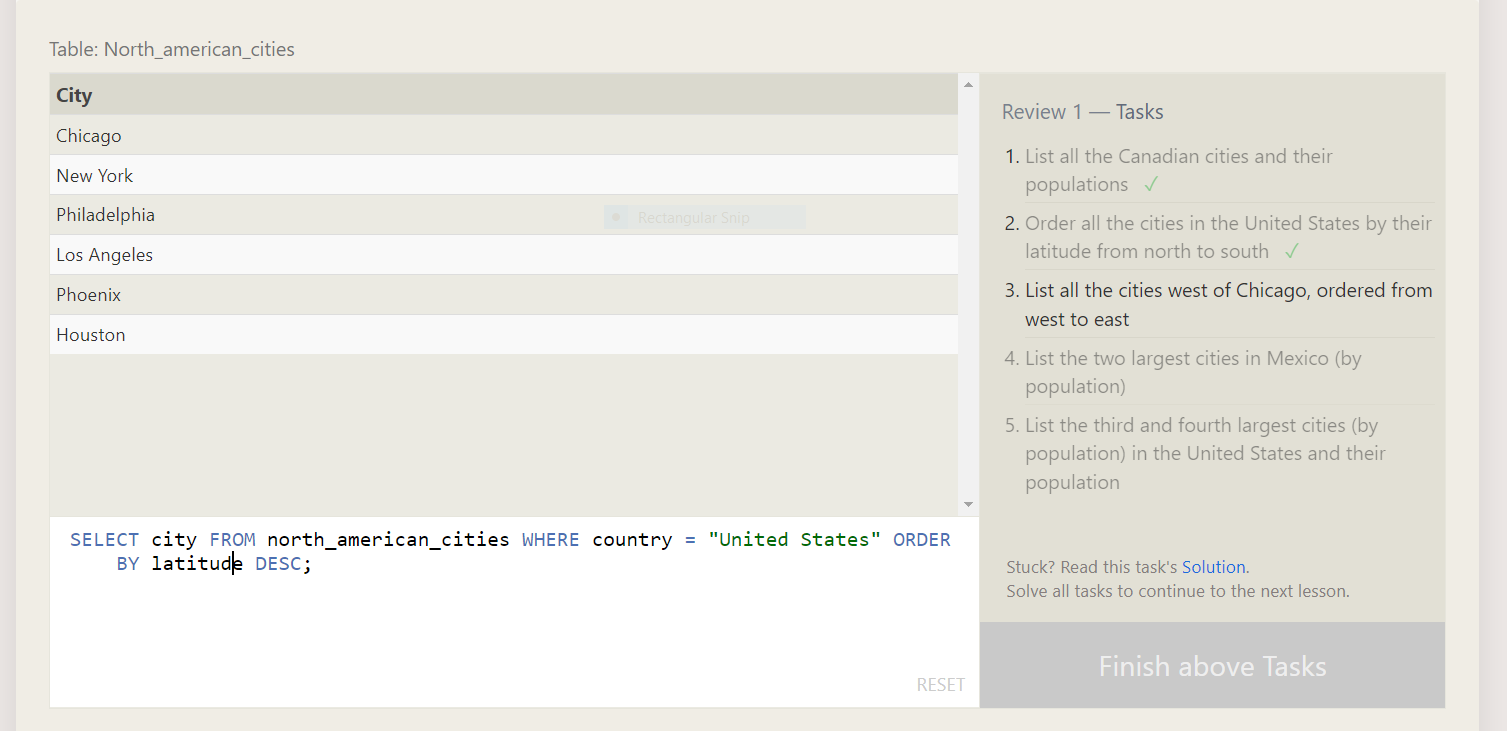 Table: North_american_cities
City
Chicago
New York
Philadelphia
Los Angeles
Phoenix
Houston
Rectangular Snip
SELECT city FROM north_american_cities WHERE country = "United States" ORDER
BY latitude DESC;
RESET
Review 1 — Tasks
1. List all the Canadian cities and their
populations ✓
2. Order all the cities in the United States by their
latitude from north to south ✓
3. List all the cities west of Chicago, ordered from
west to east
4. List the two largest cities in Mexico (by
population)
5. List the third and fourth largest cities (by
population) in the United States and their
population
Stuck? Read this task's Solution.
Solve all tasks to continue to the next lesson.
Finish above Tasks